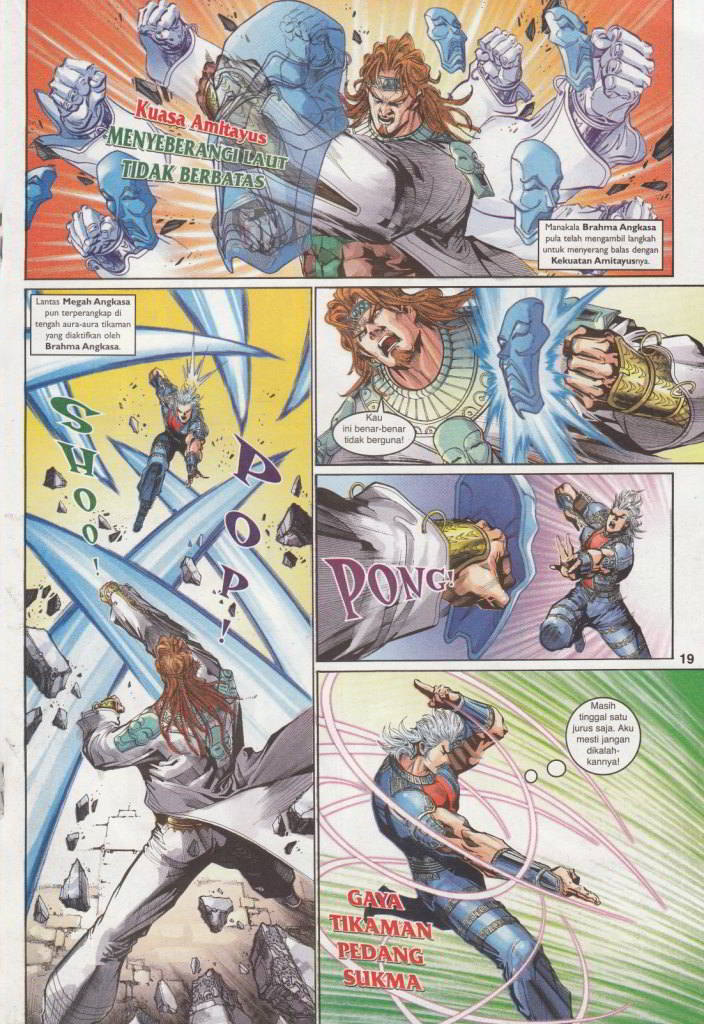 Kuasa Amitayus
MENYEBERANGI LAUT
TIDAK BERBATAS
Manakala Brahma Angkasa
pula telah mengambil langkah
untuk menyerang balas dengan
Kekuatan Amitayusnya.
Lantas Megah Angkasa
pun terperangkap di
tengah aura-aura tikaman
yang diaktifkan oleh
Brahma Angkasa.
SHOO!
POP!
Kau
ini benar-benar
tidak berguna!
PONG!
19
Masih
tinggal satu
jurus saja. Aku
mesti jangan
dikalah-
kannya!
GAYA
TIKAMAN
PEDANG
SUKMA